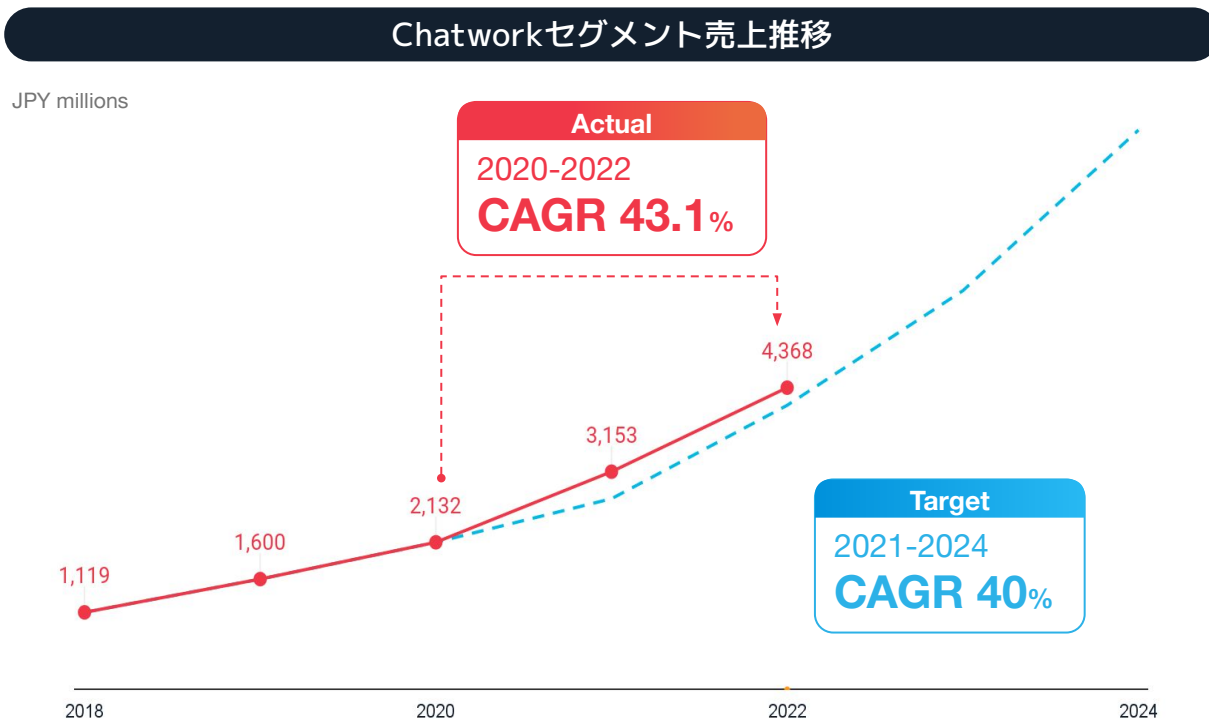 Chatworkセグメント売上推移
JPY millions
Actual
2020-2022
CAGR 43.1%
4,368
3,153
2,132
1,600
1,119
Target
2021-2024
CAGR 40%
2018
2020
2022
2024